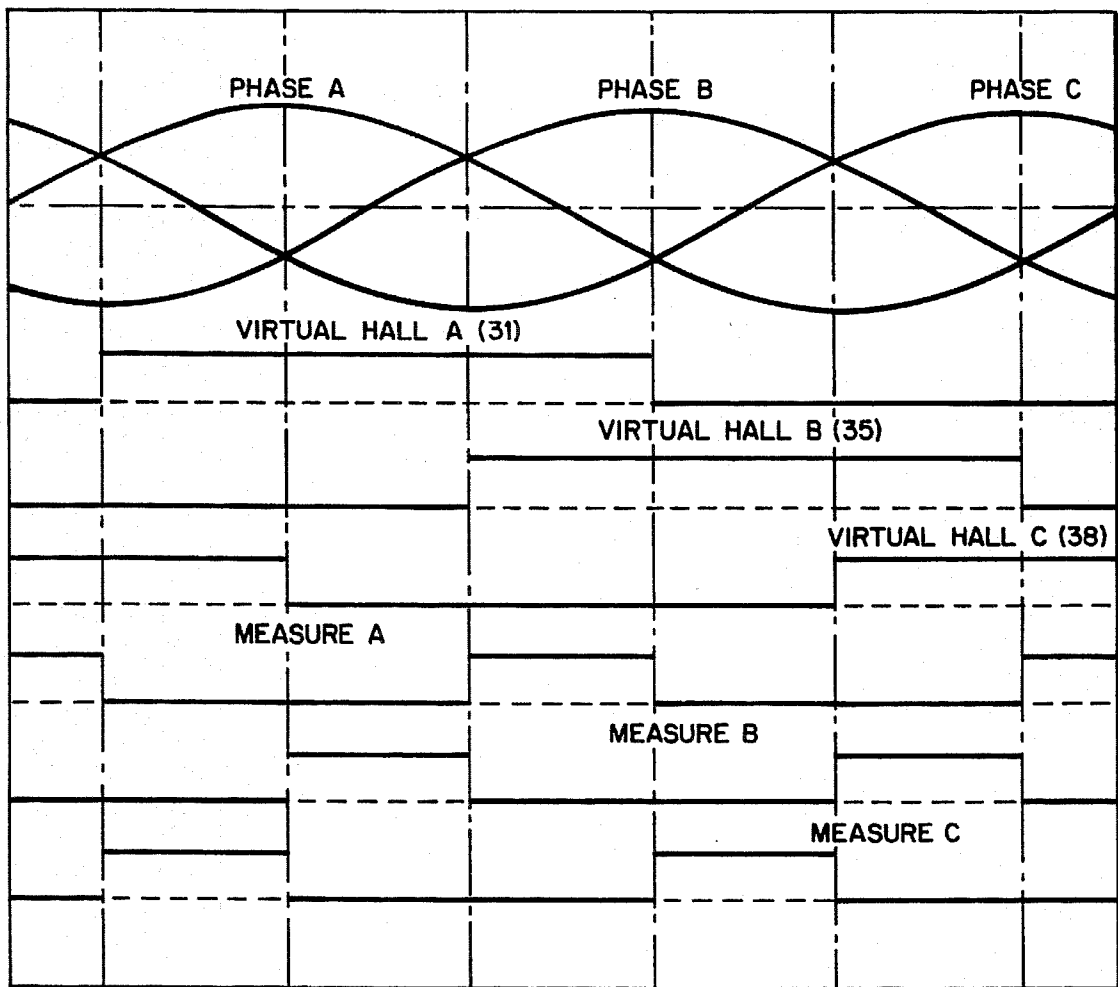 PHASE A
PHASE B
PHASE C
VIRTUAL HALL A (31)
VIRTUAL HALL B (35)
VIRTUAL HALL C (38)
MEASURE A
MEASURE B
MEASURE C